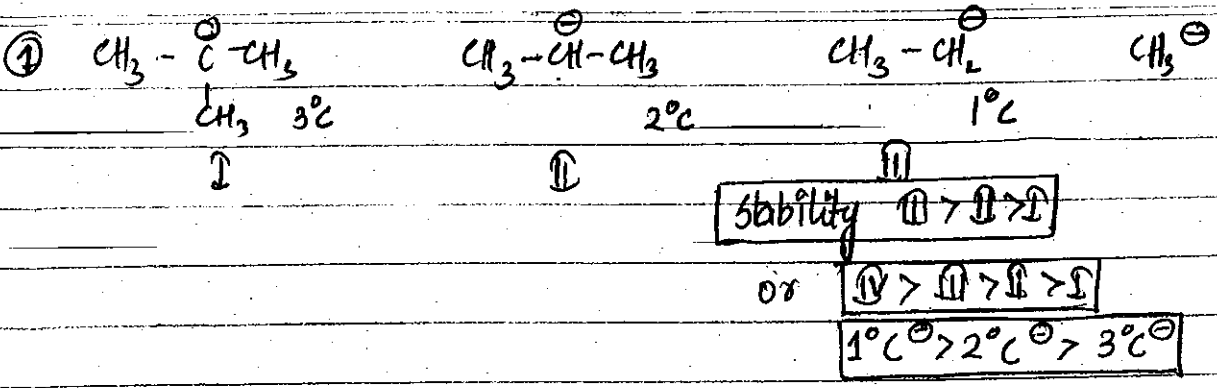 ① CH₃ - C⊖ - CH₃ CH₃ - CH⊖ - CH₃ CH₃ - CH₂⊖ CH₃⊖
CH₃ 3°C 2°C 1°C
I II III
Stability III > II > I
or IV > III > II > I
1°C⊖ > 2°C⊖ > 3°C⊖